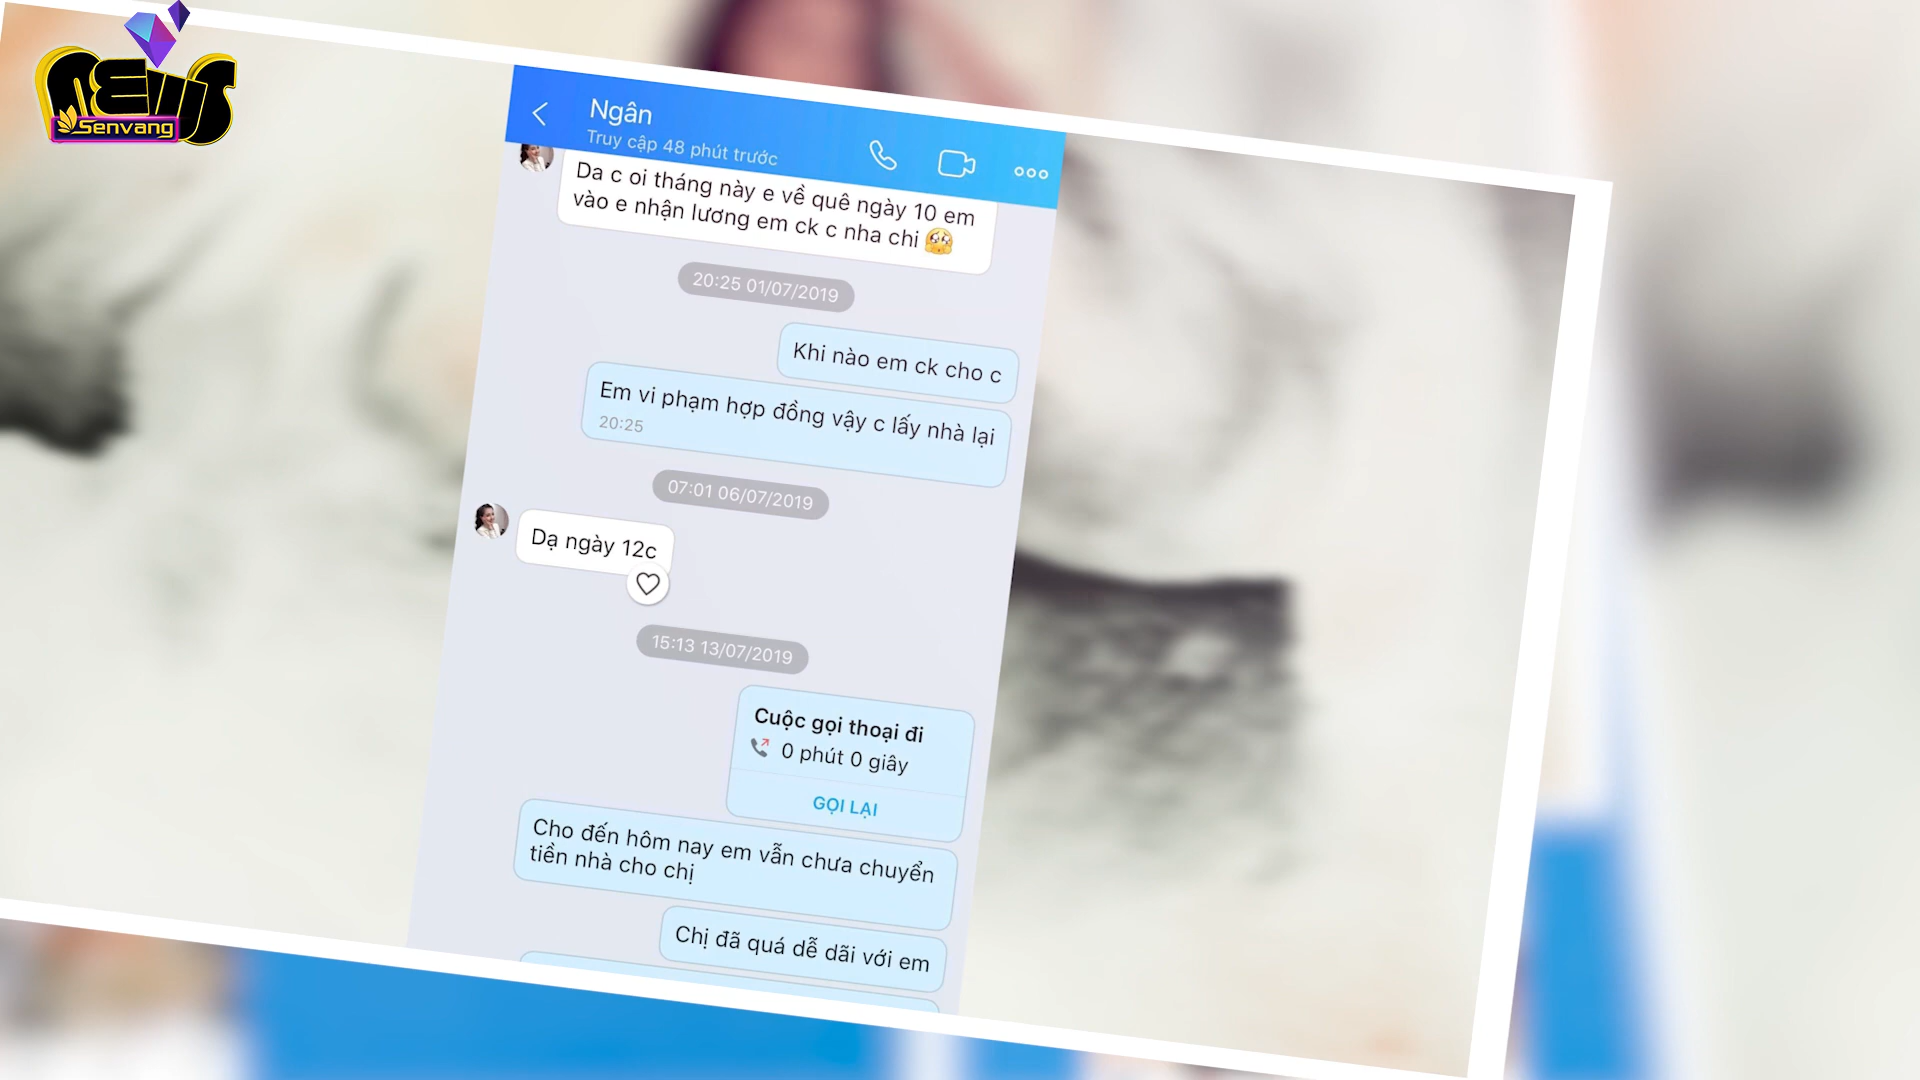 NEWS
Senvang
Ngân
Truy cập 48 phút trước
Da c oi tháng này e về quê ngày 10 em
vào e nhận lương em ck c nha chi
20:25 01/07/2019
Khi nào em ck cho c
Em vi phạm hợp đồng vậy c lấy nhà lại
20:25
07:01 06/07/2019
Dạ ngày 12c
15:13 13/07/2019
Cuộc gọi thoại đi
0 phút 0 giây
GỌI LẠI
Cho đến hôm nay em vẫn chưa chuyển
tiền nhà cho chị
Chị đã quá dễ dãi với em